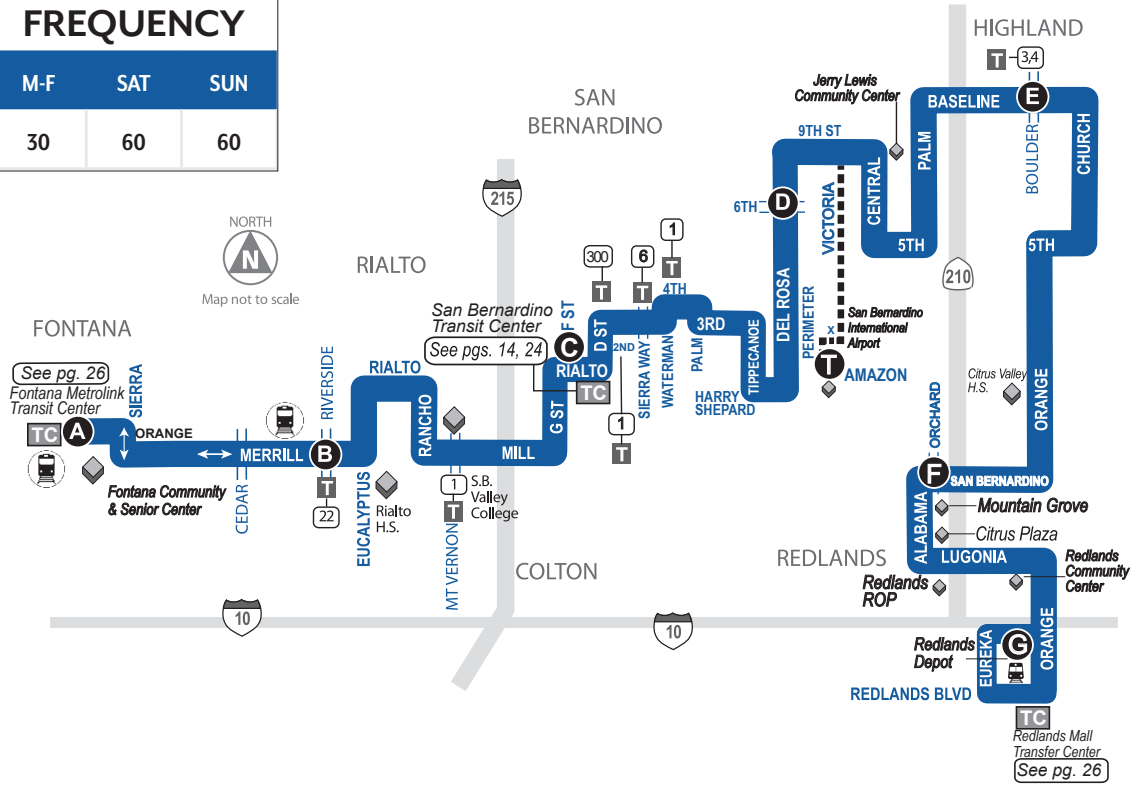 FREQUENCY
M-F SAT SUN
30 60 60
HIGHLAND
T 3,4
Jerry Lewis
Community Center
BASELINE
E
SAN
BERNARDINO
9TH ST
PALM
BOULDER
CHURCH
CENTRAL
VICTORIA
215
6TH
D
5TH
5TH
NORTH
N
Map not to scale
RIALTO
300
T
6
T
1
T
4TH
DEL ROSA
PERIMETER
210
San Bernardino
Transit Center
See pgs. 14, 24
F ST
C
D ST
2ND
3RD
PALM
TIPPECANOE
x
San Bernardino
International
Airport
FONTANA
See pg. 26
Fontana Metrolink
Transit Center
SIERRA
RIVERSIDE
RIALTO
RIALTO
TC
SIERRA WAY
WATERMAN
HARRY
SHEPARD
T
AMAZON
Citrus Valley
H.S.
ORANGE
ORCHARD
TC
A
ORANGE
MERRILL
B
RANCHO
MILL
G ST
1
T
F
SAN BERNARDINO
Fontana Community
& Senior Center
CEDAR
T
22
EUCALYPTUS
Rialto
H.S.
1
T
S.B.
Valley
College
MT VERNON
ALABAMA
Mountain Grove
Citrus Plaza
COLTON
REDLANDS
LUGONIA
Redlands
Community
Center
Redlands
ROP
10
10
Redlands
Depot
EUREKA
G
ORANGE
REDLANDS BLVD
TC
Redlands Mall
Transfer Center
See pg. 26